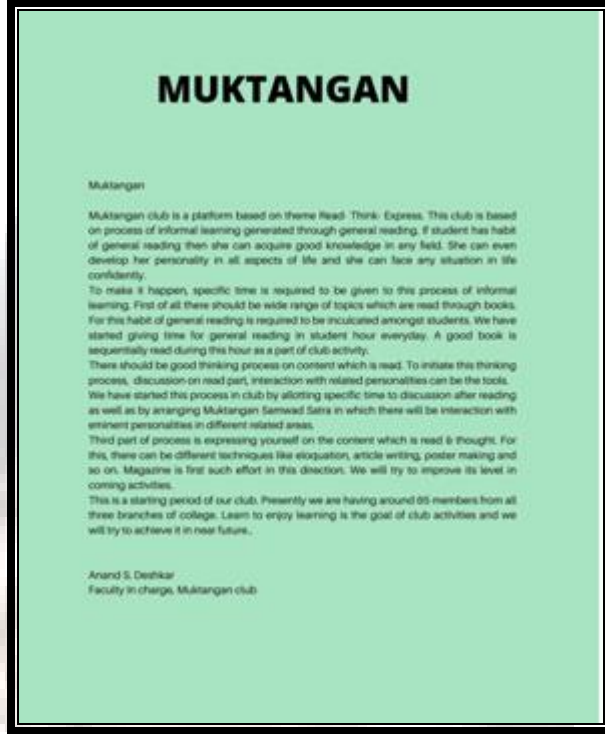 MUKTANGAN
Muktangan
Muktangan club is a platform based on theme Read- Think- Express. This club is based
on process of informal learning generated through general reading. If student has habit
of general reading then she can acquire good knowledge in any field. She can even
develop her personality in all aspects of life and she can face any situation in life
confidently.
To make it happen, specific time is required to be given to this process of informal
learning. First of all there should be wide range of topics which are read through books.
For this habit of general reading is required to be inculcated amongst students. We have
started giving time for general reading in student hour everyday. A good book is
sequentially read during this hour as a part of club activity.
There should be good thinking process on content which is read. To initiate this thinking
process, discussion on read part, interaction with related personalities can be the tools.
We have started this process in club by allotting specific time to discussion after reading
as well as by arranging Muktangan Samwad Satra in which there will be interaction with
eminent personalities in different related areas.
Third part of process is expressing yourself on the content which is read & thought. For
this, there can be different techniques like eloquation, article writing, poster making and
so on. Magazine is first such effort in this direction. We will try to improve its level in
coming activities.
This is a starting period of our club. Presently we are having around 65 members from all
three branches of college. Learn to enjoy learning is the goal of club activities and we
will try to achieve it in near future..
Anand S. Deshkar
Faculty in charge, Muktangan club